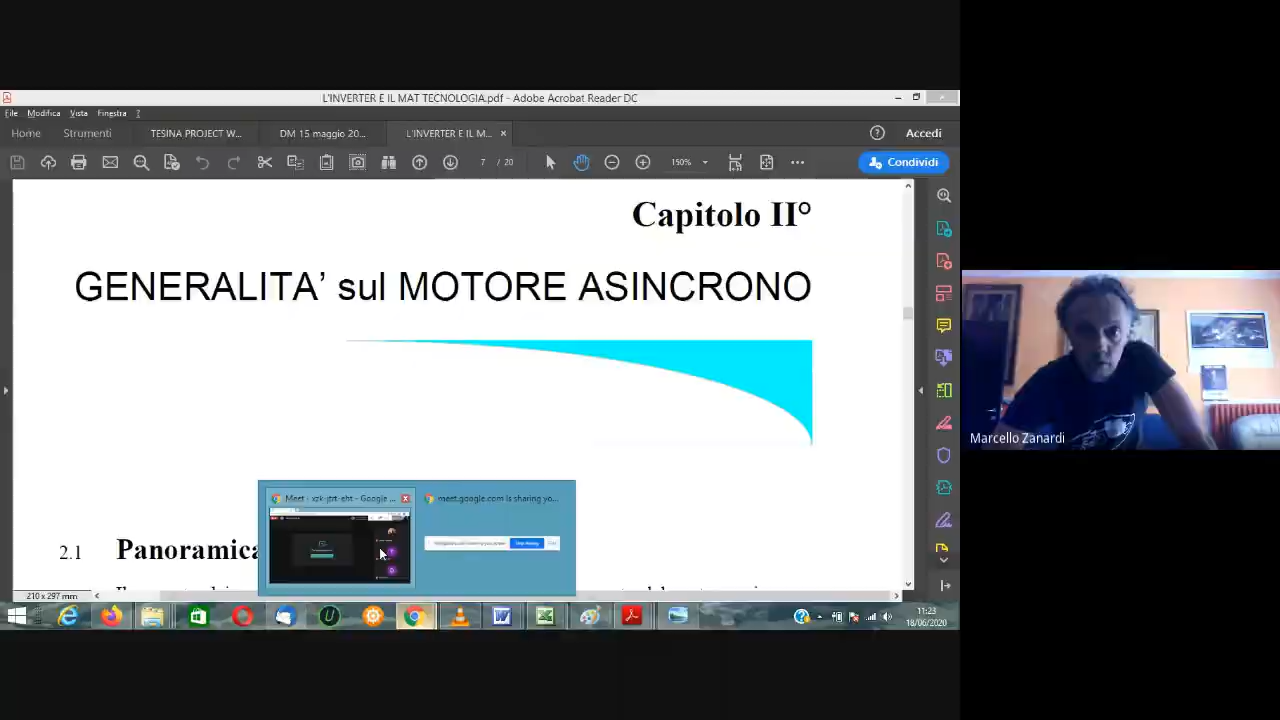 L'INVERTER E IL MAT TECNOLOGIA.pdf - Adobe Acrobat Reader DC
File Modifica Vista Finestra ?
Home Strumenti TESINA PROJECT W... DM 15 maggio 20... L'INVERTER E IL M... × Accedi
7 / 20 150% Condividi
Capitolo II°
GENERALITA' sul MOTORE ASINCRONO
Marcello Zanardi
Meet - xzk-jtrt-eht - Google ... meet.google.com is sharing yo...
2.1 Panoramica
210 x 297 mm
11:23
18/06/2020